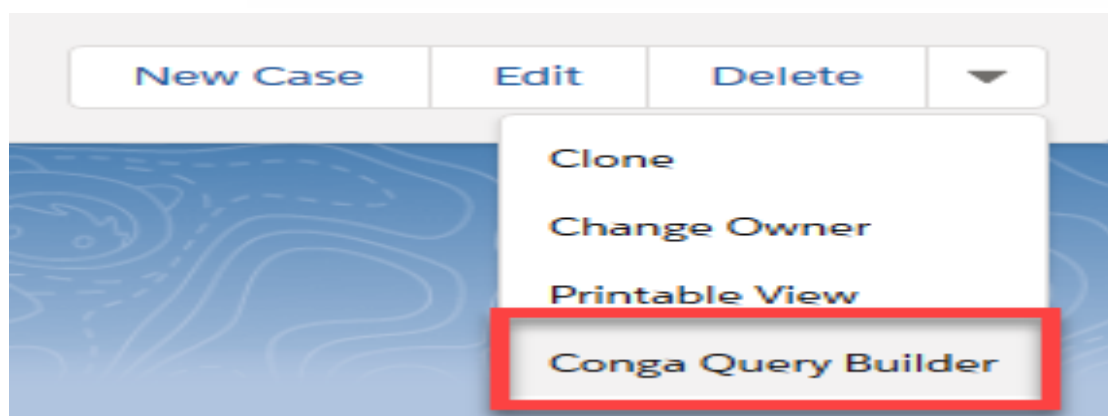 New Case Edit Delete
Clone
Change Owner
Printable View
Conga Query Builder